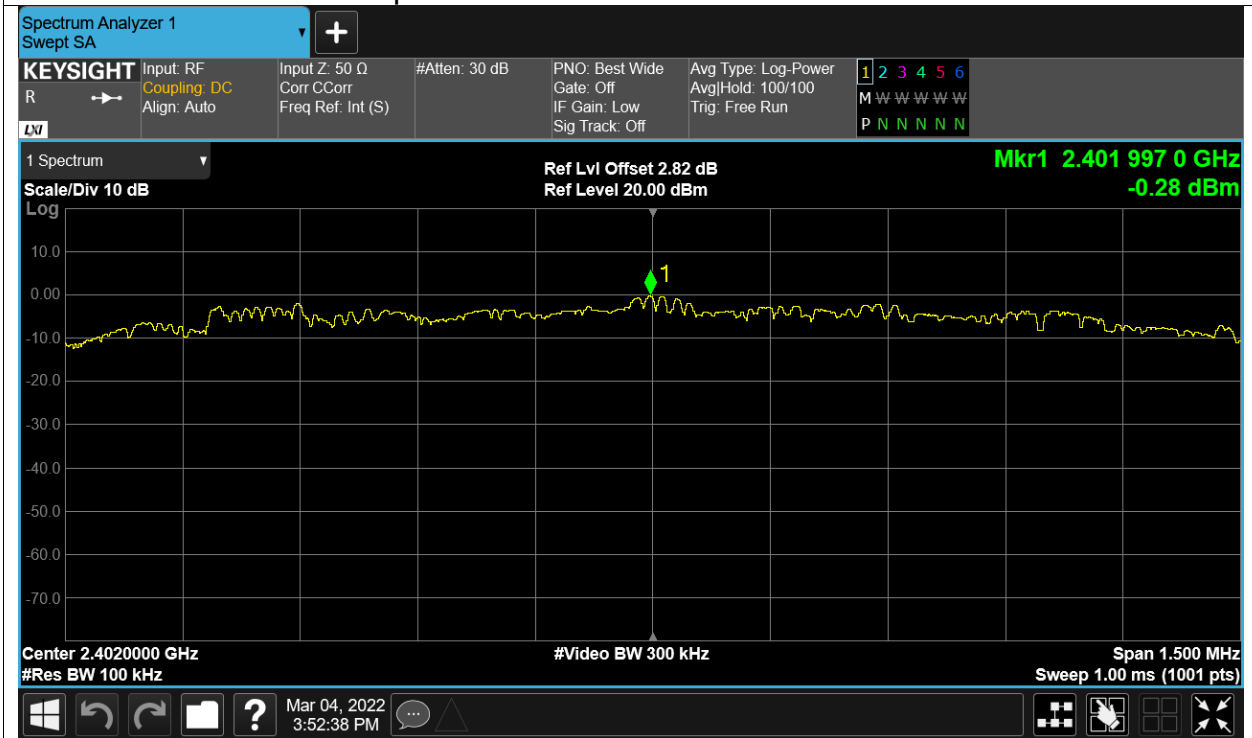 Spectrum Analyzer 1
Swept SA
KEYSIGHT
R
LXI
Input: RF
Coupling: DC
Align: Auto
Input Z: 50 Ω
Corr CCorr
Freq Ref: Int (S)
#Atten: 30 dB
PNO: Best Wide
Gate: Off
IF Gain: Low
Sig Track: Off
Avg Type: Log-Power
Avg|Hold: 100/100
Trig: Free Run
1 2 3 4 5 6
M W W W W W
P N N N N N N
1 Spectrum
Scale/Div 10 dB
Log
Ref Lvl Offset 2.82 dB
Ref Level 20.00 dBm
Mkr1 2.401 997 0 GHz
-0.28 dBm
1
10.0
0.00
-10.0
-20.0
-30.0
-40.0
-50.0
-60.0
-70.0
Center 2.4020000 GHz
#Video BW 300 kHz
Span 1.500 MHz
#Res BW 100 kHz
Sweep 1.00 ms (1001 pts)
?
Mar 04, 2022
3:52:38 PM